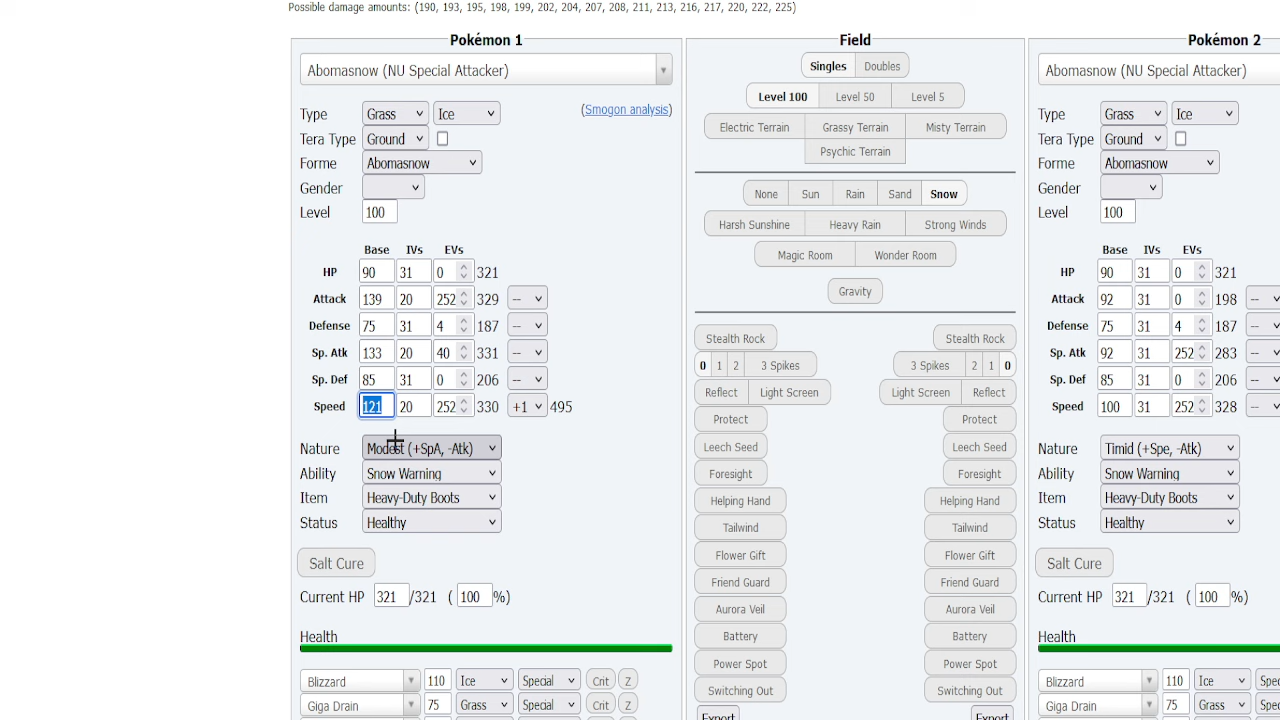 Possible damage amounts: (190, 193, 195, 198, 199, 202, 204, 207, 208, 211, 213, 216, 217, 220, 222, 225)
Pokémon 1
Abomasnow (NU Special Attacker)
Type Grass Ice (Smogon analysis)
Tera Type Ground
Forme Abomasnow
Gender
Level 100
Base IVs EVs
HP 90 31 0 321
Attack 139 20 252 329 --
Defense 75 31 4 187 --
Sp. Atk 133 20 40 331 --
Sp. Def 85 31 0 206 --
Speed 121 20 252 330 +1 495
Nature Modest (+SpA, -Atk)
Ability Snow Warning
Item Heavy-Duty Boots
Status Healthy
Salt Cure
Current HP 321 /321 ( 100 %)
Health
Blizzard 110 Ice Special Crit Z
Giga Drain 75 Grass Special Crit Z
Field
Singles Doubles
Level 100 Level 50 Level 5
Electric Terrain Grassy Terrain Misty Terrain
Psychic Terrain
None Sun Rain Sand Snow
Harsh Sunshine Heavy Rain Strong Winds
Magic Room Wonder Room
Gravity
Stealth Rock Stealth Rock
0 1 2 3 Spikes 3 Spikes 2 1 0
Reflect Light Screen Light Screen Reflect
Protect Protect
Leech Seed Leech Seed
Foresight Foresight
Helping Hand Helping Hand
Tailwind Tailwind
Flower Gift Flower Gift
Friend Guard Friend Guard
Aurora Veil Aurora Veil
Battery Battery
Power Spot Power Spot
Switching Out Switching Out
Export Export
Pokémon 2
Abomasnow (NU Special Attacker)
Type Grass Ice
Tera Type Ground
Forme Abomasnow
Gender
Level 100
Base IVs EVs
HP 90 31 0 321
Attack 92 31 0 198 --
Defense 75 31 4 187 --
Sp. Atk 92 31 252 283 --
Sp. Def 85 31 0 206 --
Speed 100 31 252 328 --
Nature Timid (+Spe, -Atk)
Ability Snow Warning
Item Heavy-Duty Boots
Status Healthy
Salt Cure
Current HP 321 /321 ( 100 %)
Health
Blizzard 110 Ice Spec
Giga Drain 75 Grass Spec